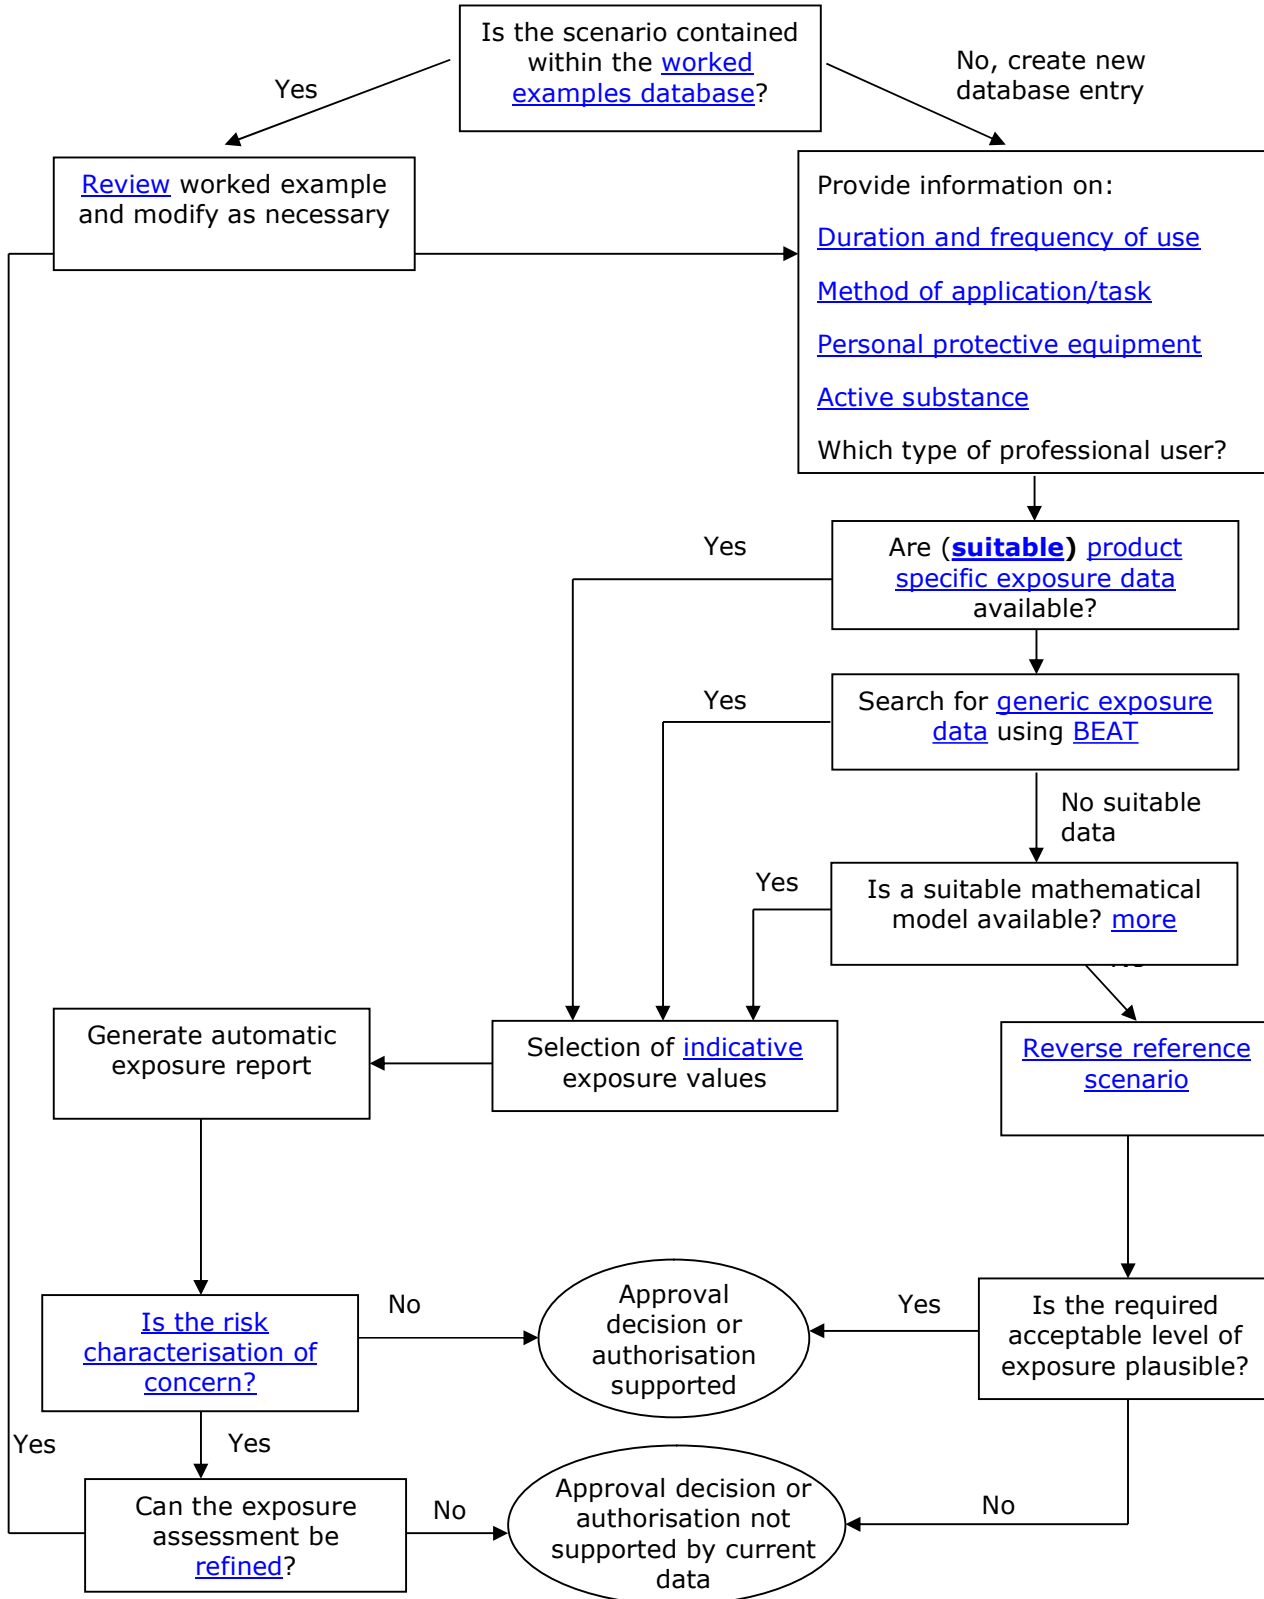 Is the scenario contained
within the worked
examples database?
Yes
No, create new
database entry
Review worked example
and modify as necessary
Provide information on:
Duration and frequency of use
Method of application/task
Personal protective equipment
Active substance
Which type of professional user?
Yes
Are (suitable) product
specific exposure data
available?
Yes
Search for generic exposure
data using BEAT
No suitable
data
Yes
Is a suitable mathematical
model available? more
Generate automatic
exposure report
Selection of indicative
exposure values
Reverse reference
scenario
Is the risk
characterisation of
concern?
No
Approval
decision or
authorisation
supported
Yes
Is the required
acceptable level of
exposure plausible?
Yes
Yes
Can the exposure
assessment be
refined?
No
Approval decision or
authorisation not
supported by current
data
No